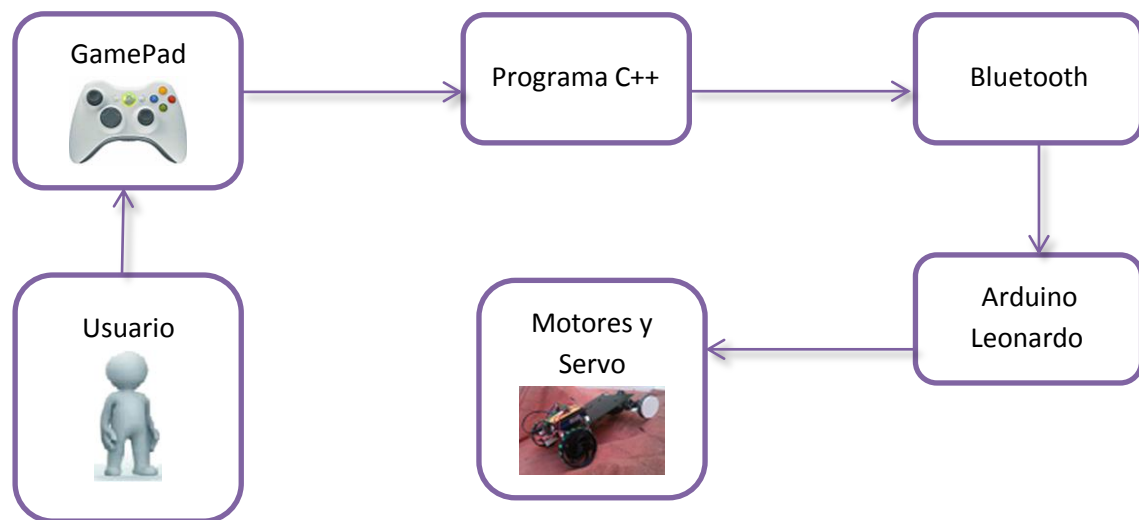 GamePad
Programa C++
Bluetooth
Usuario
Motores y
Servo
Arduino
Leonardo